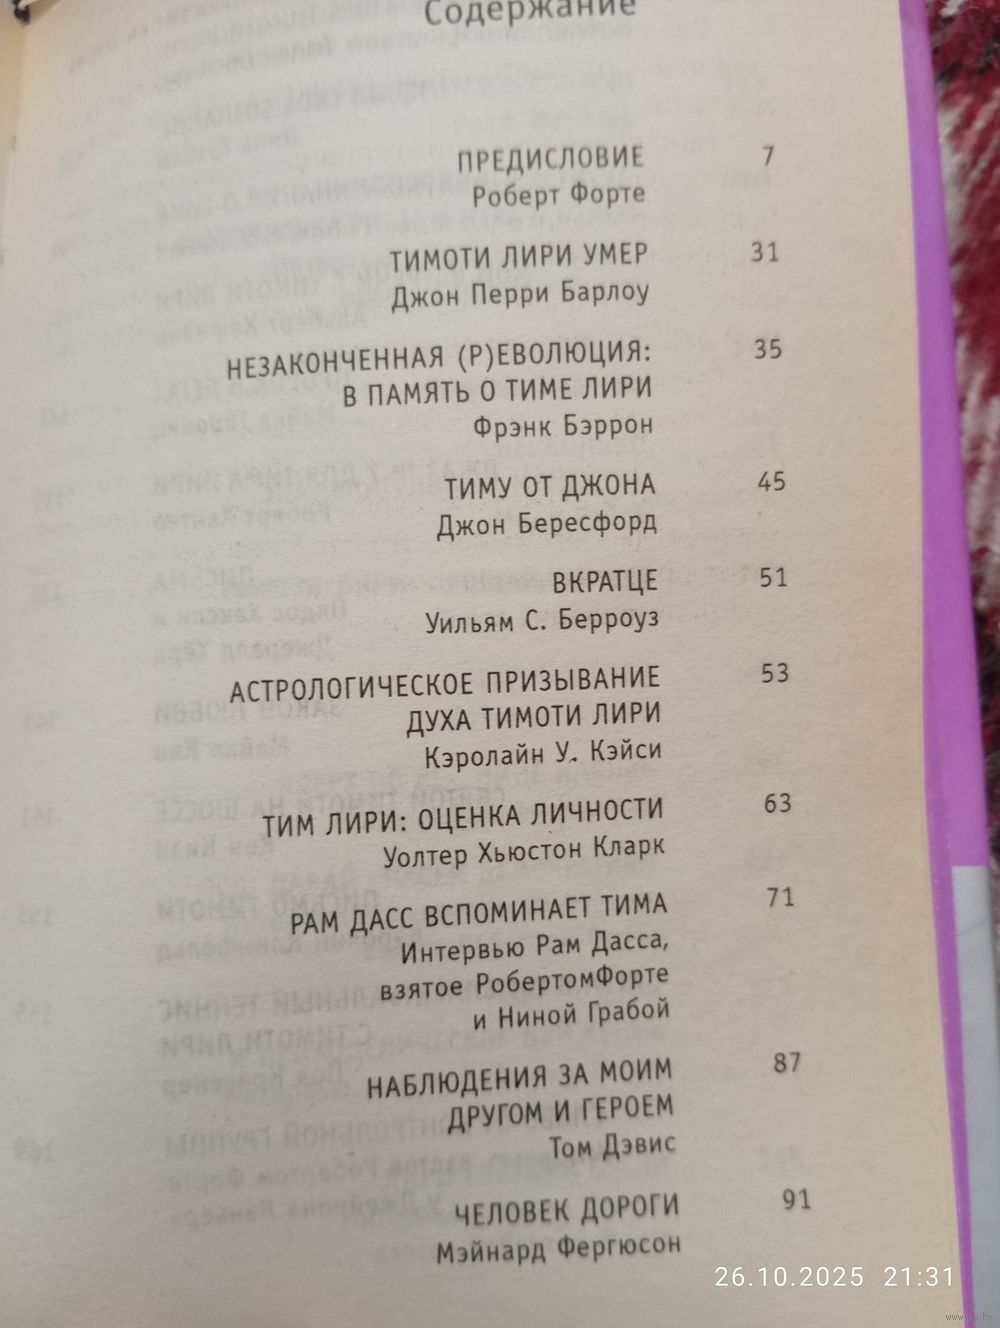 Содержание
ПРЕДИСЛОВИЕ 7
Роберт Форте
ТИМОТИ ЛИРИ УМЕР 31
Джон Перри Барлоу
НЕЗАКОНЧЕННАЯ (Р)ЕВОЛЮЦИЯ: 35
В ПАМЯТЬ О ТИМЕ ЛИРИ
Фрэнк Бэррон
ТИМУ ОТ ДЖОНА 45
Джон Бересфорд
ВКРАТЦЕ 51
Уильям С. Берроуз
АСТРОЛОГИЧЕСКОЕ ПРИЗЫВАНИЕ 53
ДУХА ТИМОТИ ЛИРИ
Кэролайн У. Кэйси
ТИМ ЛИРИ: ОЦЕНКА ЛИЧНОСТИ 63
Уолтер Хьюстон Кларк
РАМ ДАСС ВСПОМИНАЕТ ТИМА 71
Интервью Рам Дасса,
взятое РобертомФорте
и Ниной Грабой
НАБЛЮДЕНИЯ ЗА МОИМ 87
ДРУГОМ И ГЕРОЕМ
Том Дэвис
ЧЕЛОВЕК ДОРОГИ 91
Мэйнард Фергюсон
26.10.2025 21:31